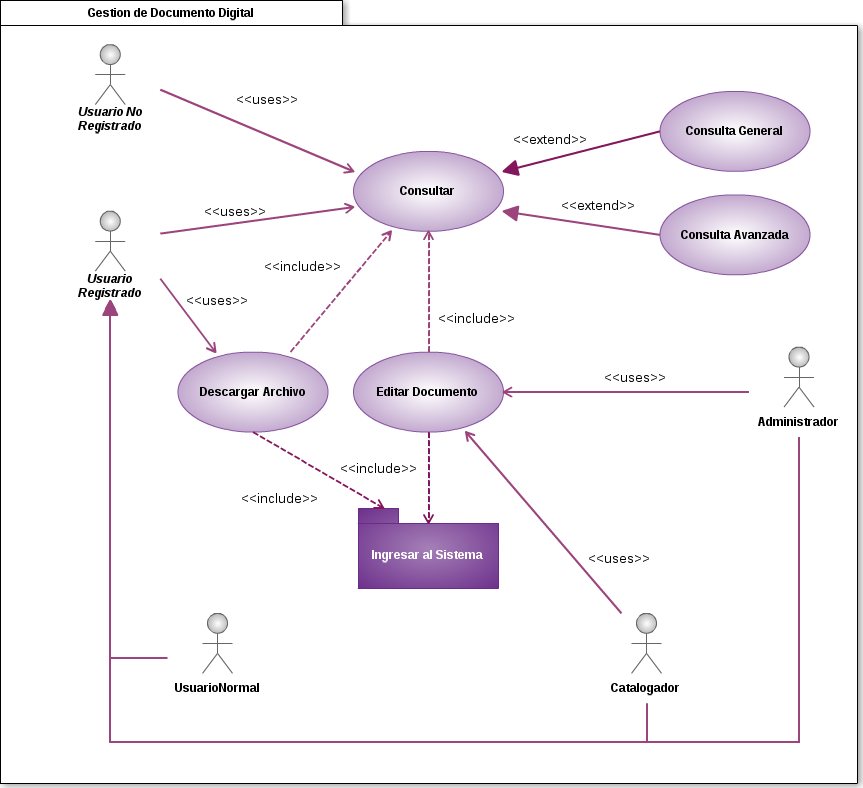 Gestion de Documento Digital
Usuario No
Registrado
<<uses>>
<<extend>>
Consulta General
Consultar
<<uses>>
<<extend>>
Consulta Avanzada
Usuario
Registrado
<<include>>
<<uses>>
<<include>>
Descargar Archivo
Editar Documento
<<uses>>
Administrador
<<include>>
<<include>>
Ingresar al Sistema
<<uses>>
UsuarioNormal
Catalogador